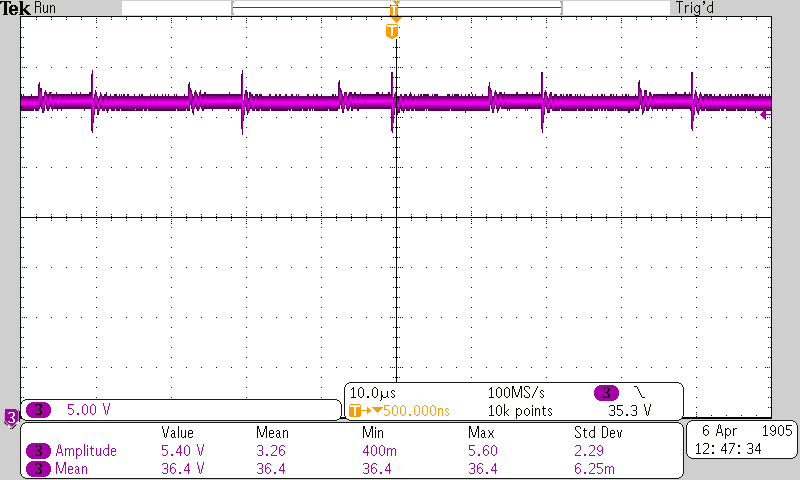 Tek Run Trig'd
T
T
3
3 5.00 V
10.0µs 100MS/s 3 35.3 V
T→▼500.000ns 10k points
Value Mean Min Max Std Dev
3 Amplitude 5.40 V 3.26 400m 5.60 2.29
3 Mean 36.4 V 36.4 36.4 36.4 6.25m
6 Apr 1905
12:47:34